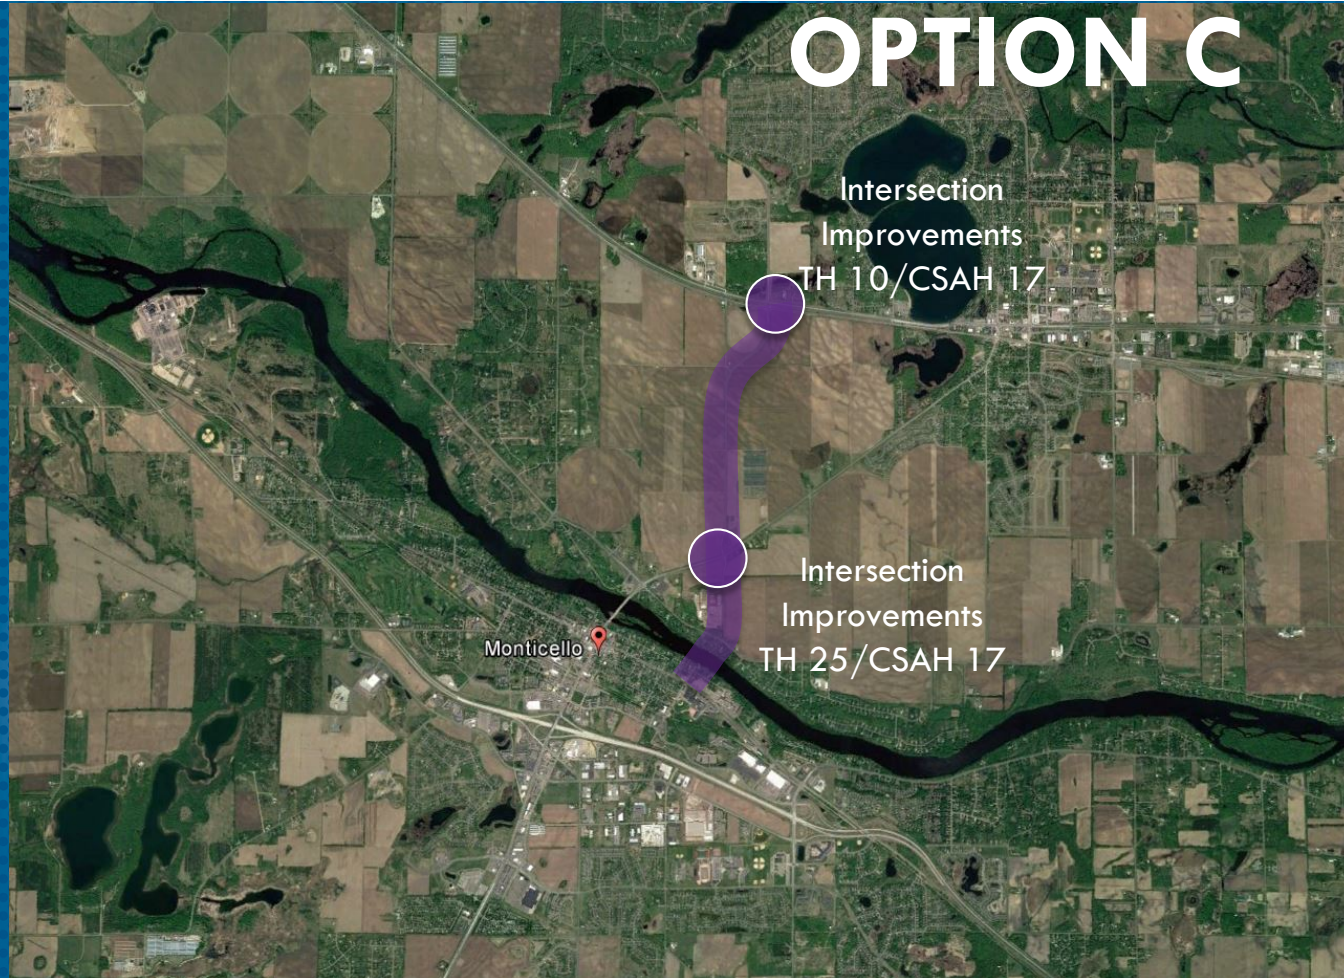 OPTION C
Intersection
Improvements
TH 10/CSAH 17
Intersection
Improvements
TH 25/CSAH 17
Monticello